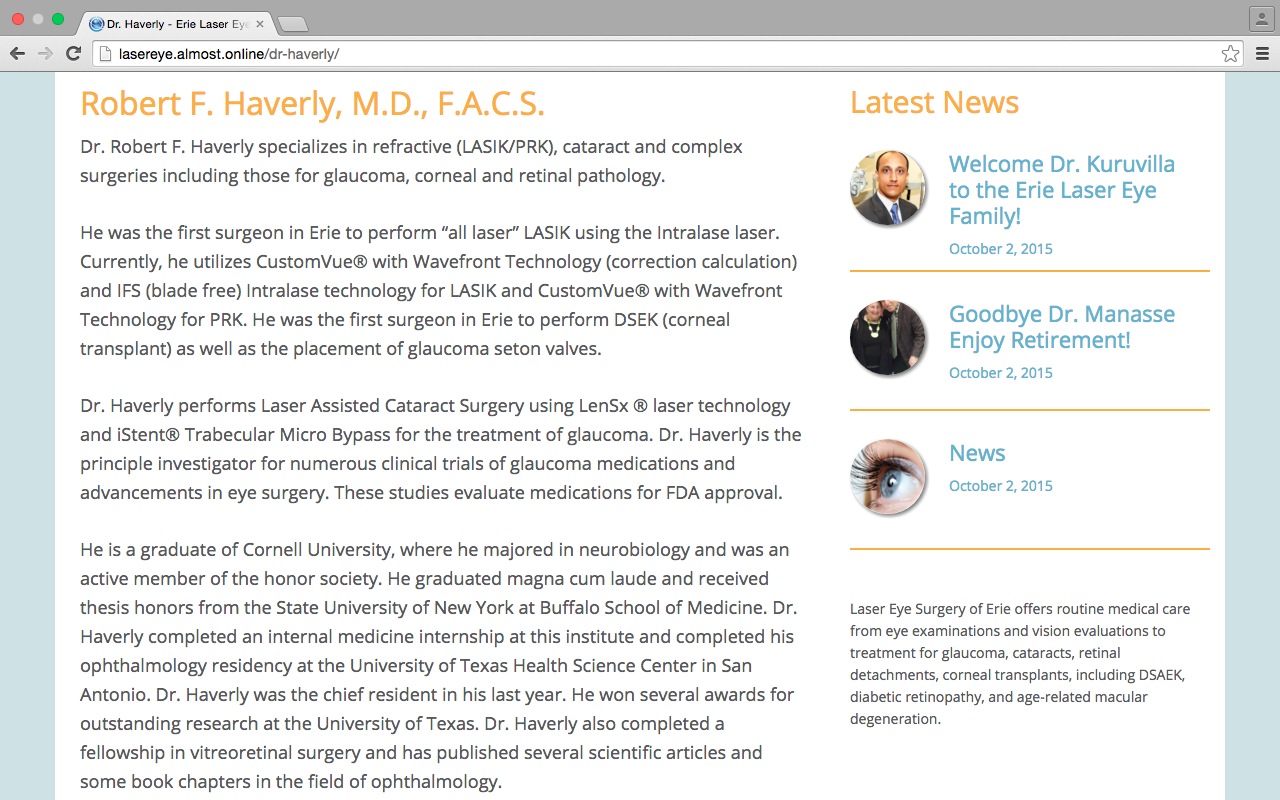 Dr. Haverly - Erie Laser Eye
lasereye.almost.online/dr-haverly/
Robert F. Haverly, M.D., F.A.C.S.
Dr. Robert F. Haverly specializes in refractive (LASIK/PRK), cataract and complex
surgeries including those for glaucoma, corneal and retinal pathology.
He was the first surgeon in Erie to perform “all laser” LASIK using the Intralase laser.
Currently, he utilizes CustomVue® with Wavefront Technology (correction calculation)
and IFS (blade free) Intralase technology for LASIK and CustomVue® with Wavefront
Technology for PRK. He was the first surgeon in Erie to perform DSEK (corneal
transplant) as well as the placement of glaucoma seton valves.
Dr. Haverly performs Laser Assisted Cataract Surgery using LenSx ® laser technology
and iStent® Trabecular Micro Bypass for the treatment of glaucoma. Dr. Haverly is the
principle investigator for numerous clinical trials of glaucoma medications and
advancements in eye surgery. These studies evaluate medications for FDA approval.
He is a graduate of Cornell University, where he majored in neurobiology and was an
active member of the honor society. He graduated magna cum laude and received
thesis honors from the State University of New York at Buffalo School of Medicine. Dr.
Haverly completed an internal medicine internship at this institute and completed his
ophthalmology residency at the University of Texas Health Science Center in San
Antonio. Dr. Haverly was the chief resident in his last year. He won several awards for
outstanding research at the University of Texas. Dr. Haverly also completed a
fellowship in vitreoretinal surgery and has published several scientific articles and
some book chapters in the field of ophthalmology.
Latest News
Welcome Dr. Kuruvilla
to the Erie Laser Eye
Family!
October 2, 2015
Goodbye Dr. Manasse
Enjoy Retirement!
October 2, 2015
News
October 2, 2015
Laser Eye Surgery of Erie offers routine medical care
from eye examinations and vision evaluations to
treatment for glaucoma, cataracts, retinal
detachments, corneal transplants, including DSAEK,
diabetic retinopathy, and age-related macular
degeneration.